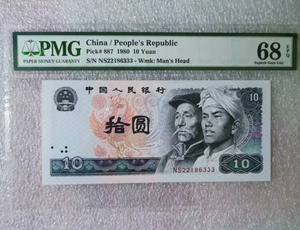 PMG
PAPER MONEY GUARANTY
China / People's Republic
Pick# 887 1980 10 Yuan
S/N NS22186333 - Wmk: Man's Head
68 EPQ
Superb Gem Unc
中国人民银行
10
拾圆
NS22186333
10
10